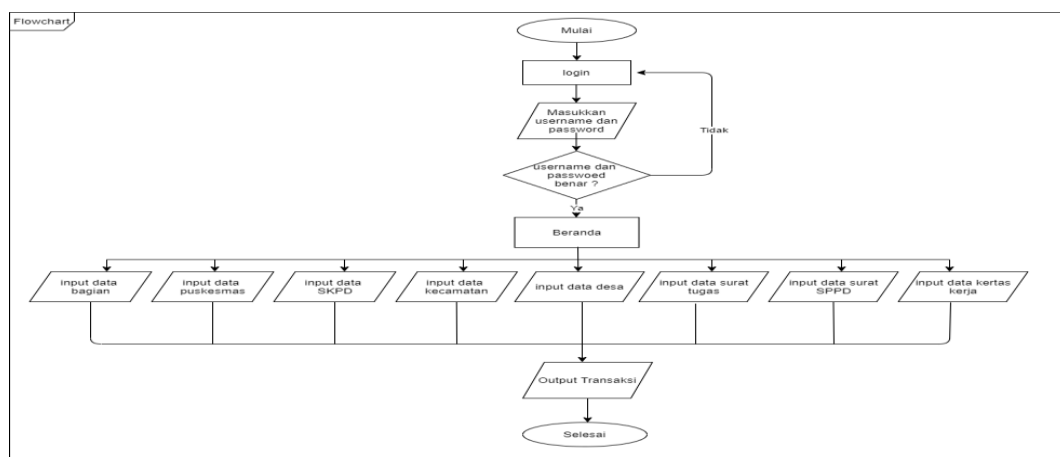 Flowchart
Mulai
login
Masukkan
username dan
password
Tidak
username dan
passwoed
benar ?
Ya
Beranda
input data
bagian
input data
puskesmas
input data
SKPD
input data
kecamatan
input data desa
input data surat
tugas
input data surat
SPPD
input data kertas
kerja
Output Transaksi
Selesai